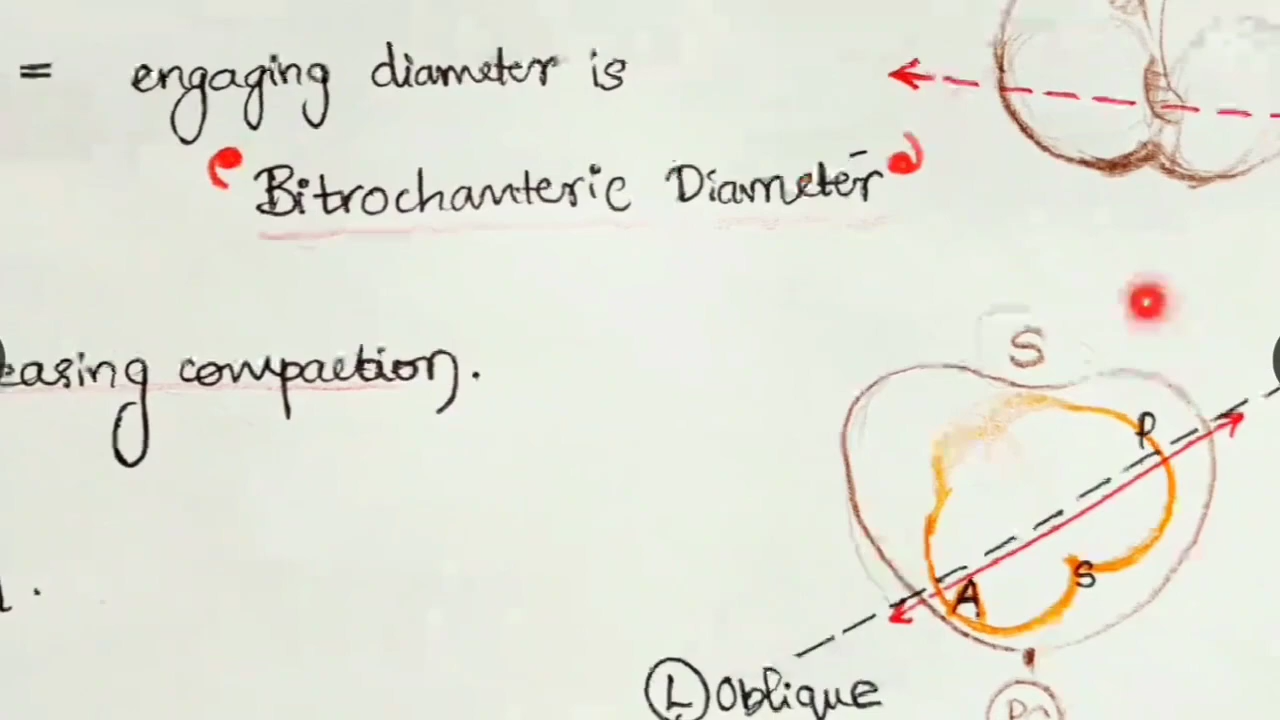 = engaging diameter is
Bitrochanteric Diameter
easing compaction.
S
P
S
A
Ⓛ Oblique